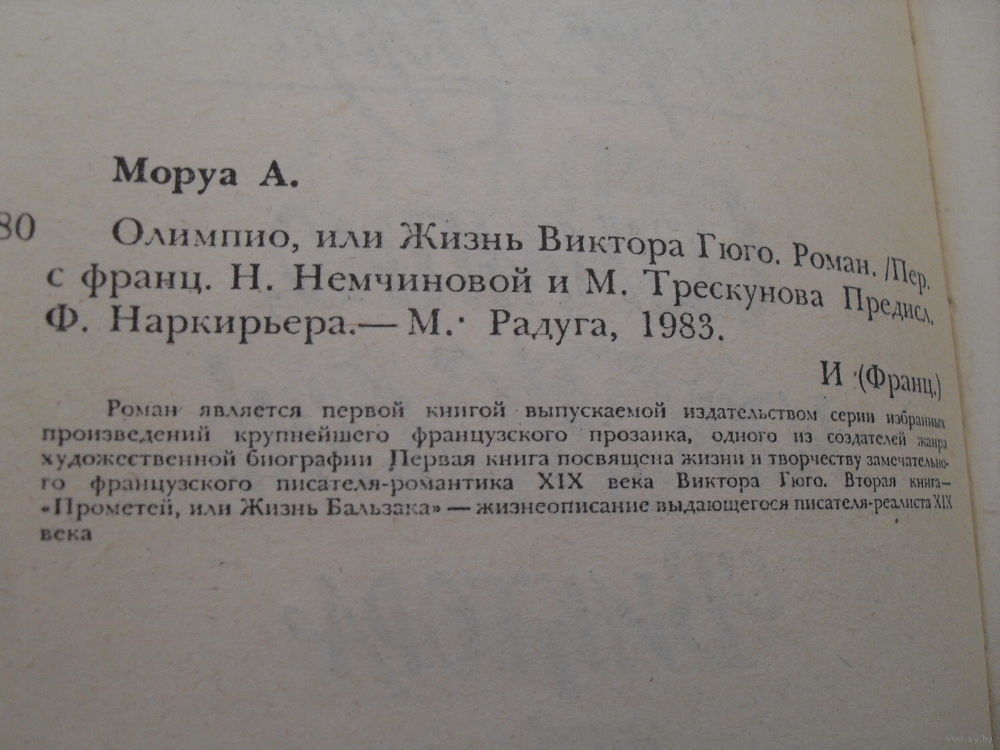 Моруа А.
80
Олимпио, или Жизнь Виктора Гюго. Роман. /Пер.
с франц. Н. Немчиновой и М. Трескунова Предисл.
Ф. Наркирьера.— М.· Радуга, 1983.
И (Франц.)
Роман является первой книгой выпускаемой издательством серии избранных
произведений крупнейшего французского прозаика, одного из создателей жанра
художественной биографии Первая книга посвящена жизни и творчеству замечательно-
го французского писателя-романтика XIX века Виктора Гюго. Вторая книга—
«Прометей, или Жизнь Бальзака» — жизнеописание выдающегося писателя-реалиста XIX
века
www.ay.by